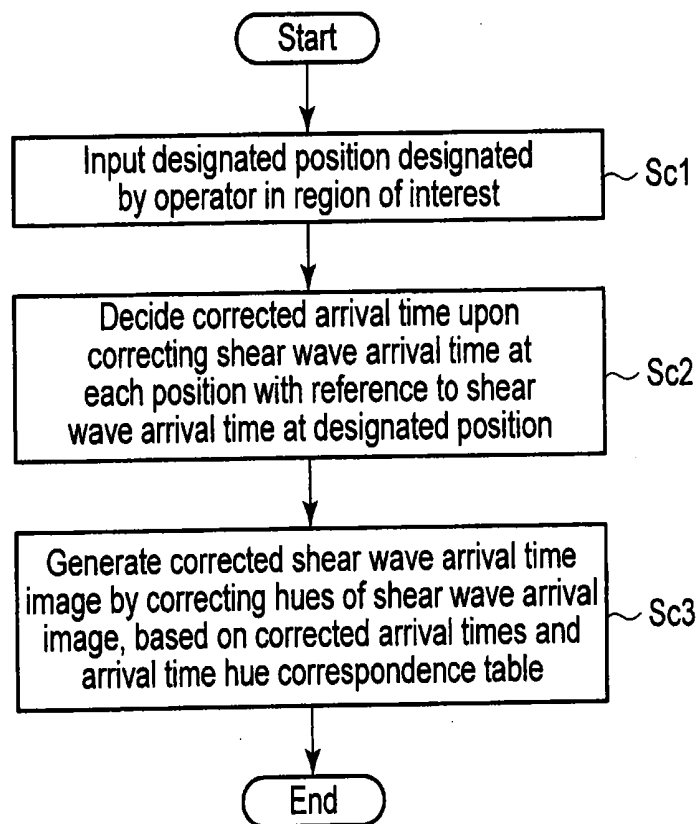 Start
Input designated position designated
by operator in region of interest
Sc1
Decide corrected arrival time upon
correcting shear wave arrival time at
each position with reference to shear
wave arrival time at designated position
Sc2
Generate corrected shear wave arrival time
image by correcting hues of shear wave arrival
image, based on corrected arrival times and
arrival time hue correspondence table
Sc3
End